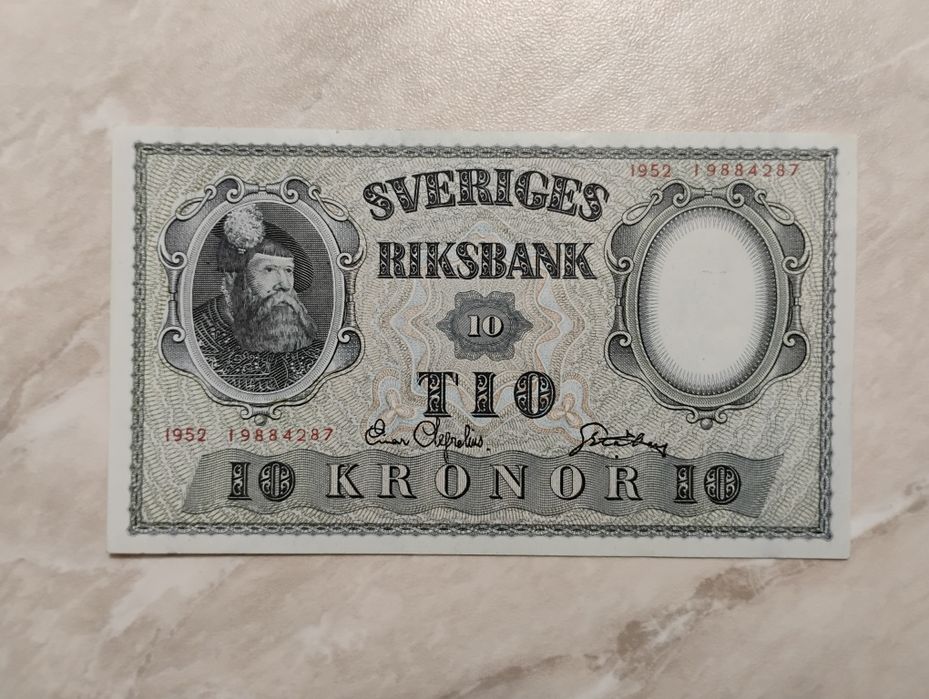 1952 19884287
SVERIGES
RIKSBANK
10
TIO
1952 19884287
10 KRONOR 10